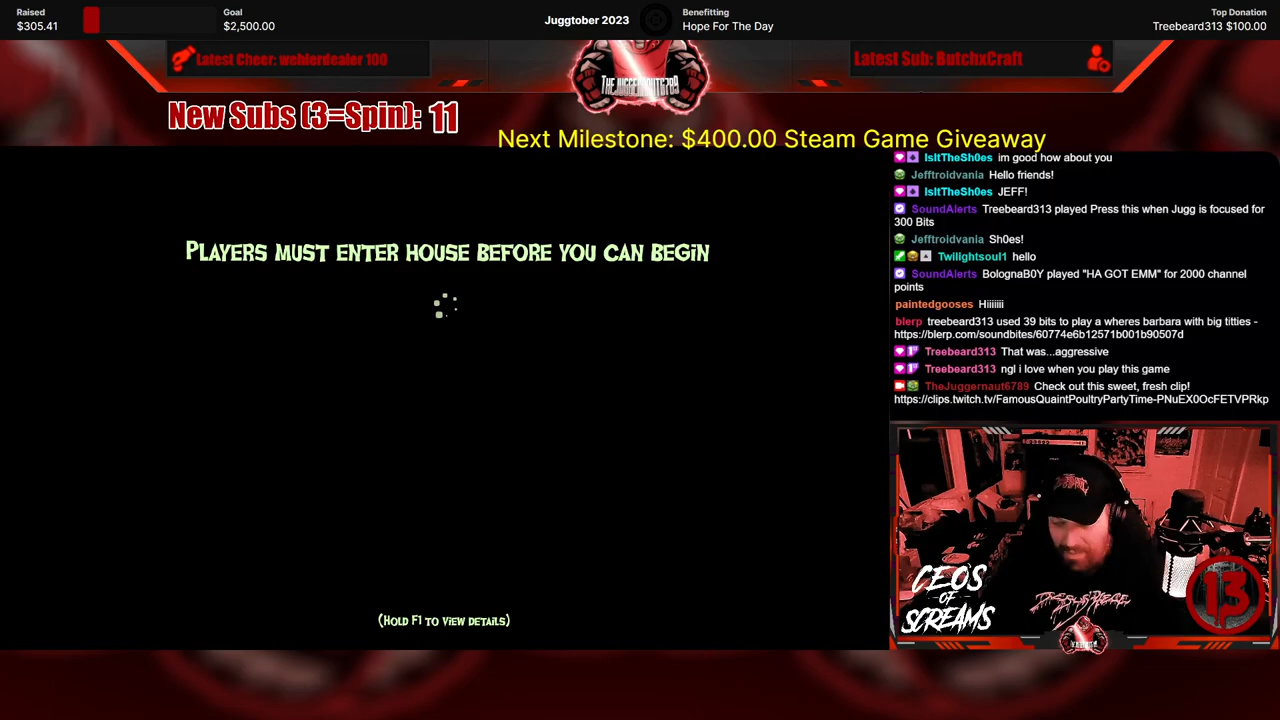 Raised
$305.41
Goal
$2,500.00
Juggtober 2023
Benefitting
Hope For The Day
Top Donation
Treebeard313 $100.00
Latest Cheer: wehlerdealer 100
THEJUGGERNAUT6789
Latest Sub: ButchxCraft
New Subs (3=Spin): 11
Next Milestone: $400.00 Steam Game Giveaway
IsItTheSh0es im good how about you
Jefftroidvania Hello friends!
IsItTheSh0es JEFF!
SoundAlerts Treebeard313 played Press this when Jugg is focused for
300 Bits
Jefftroidvania Sh0es!
Twilightsoul1 hello
SoundAlerts BolognaB0Y played "HA GOT EMM" for 2000 channel
points
paintedgooses Hiiiiiii
blerp treebeard313 used 39 bits to play a wheres barbara with big titties -
https://blerp.com/soundbites/60774e6b12571b001b90507d
Treebeard313 That was...aggressive
Treebeard313 ngl i love when you play this game
TheJuggernaut6789 Check out this sweet, fresh clip!
https://clips.twitch.tv/FamousQuaintPoultryPartyTime-PNuEX0OcFETVPRkp
Players must enter house before you can begin
(Hold F1 to view details)
CEOS
OF
SCREAMS
13